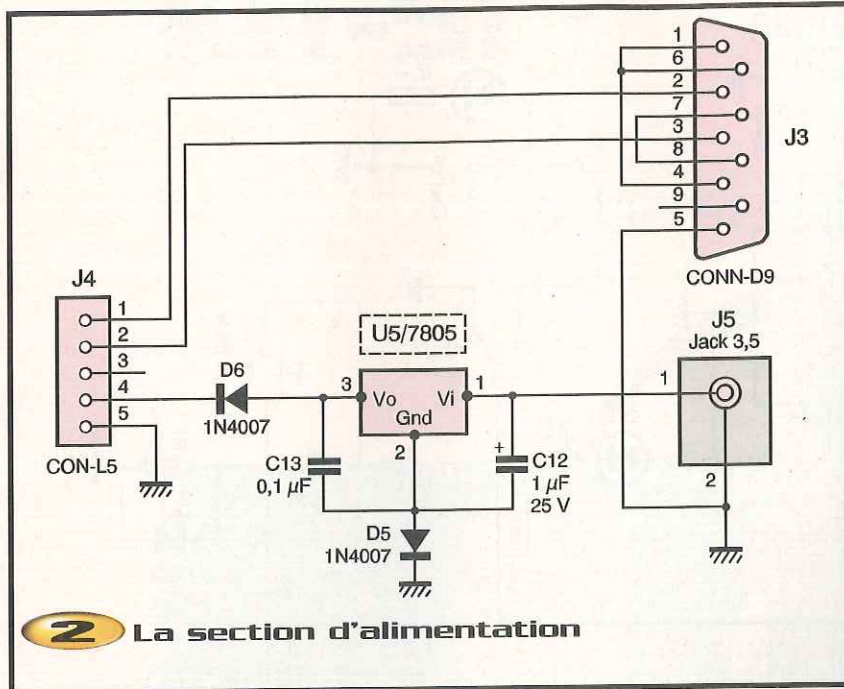 1
6
2
7
3
8
4
9
5
J3
CONN-D9
J4
1
2
3
4
5
CON-L5
D6
1N4007
U5/7805
3 Vo Vi 1
Gnd
2
C13
0,1 µF
+
C12
1 µF
25 V
D5
1N4007
J5
Jack 3,5
1
2
2 La section d'alimentation